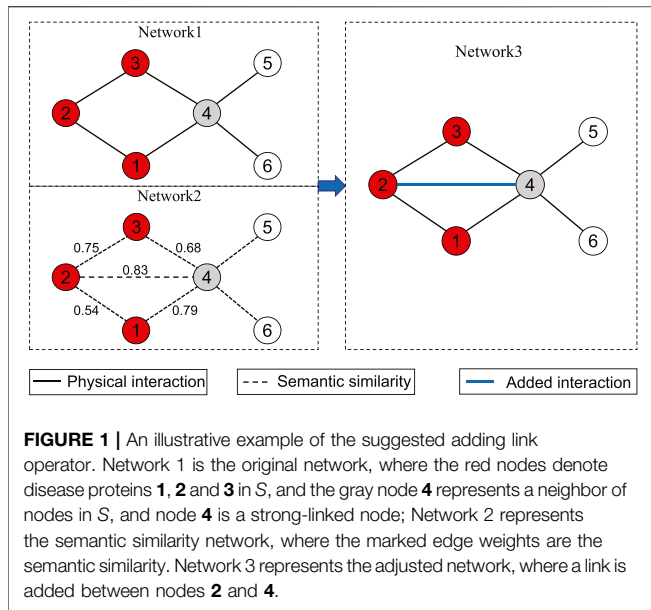 Network1
3
5
2
4
1
6
Network2
3
5
0.75
0.68
2
0.83
4
0.54
0.79
1
6
Network3
3
5
2
4
1
6
Physical interaction
Semantic similarity
Added interaction
FIGURE 1 | An illustrative example of the suggested adding link
operator. Network 1 is the original network, where the red nodes denote
disease proteins 1, 2 and 3 in S, and the gray node 4 represents a neighbor of
nodes in S, and node 4 is a strong-linked node; Network 2 represents
the semantic similarity network, where the marked edge weights are the
semantic similarity. Network 3 represents the adjusted network, where a link is
added between nodes 2 and 4.